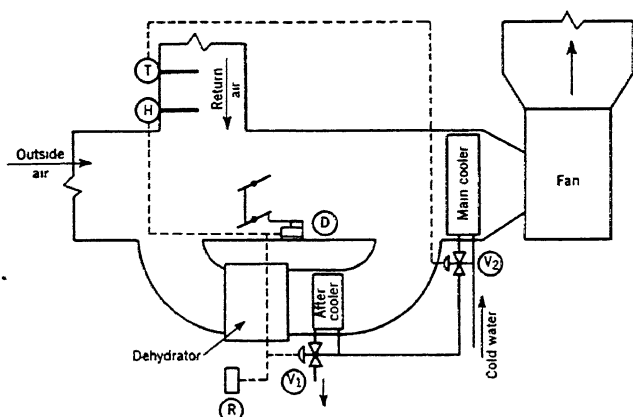 T
H
Return
air
Outside
air
D
Main cooler
Fan
V2
After
cooler
Dehydrator
V1
R
Cold water